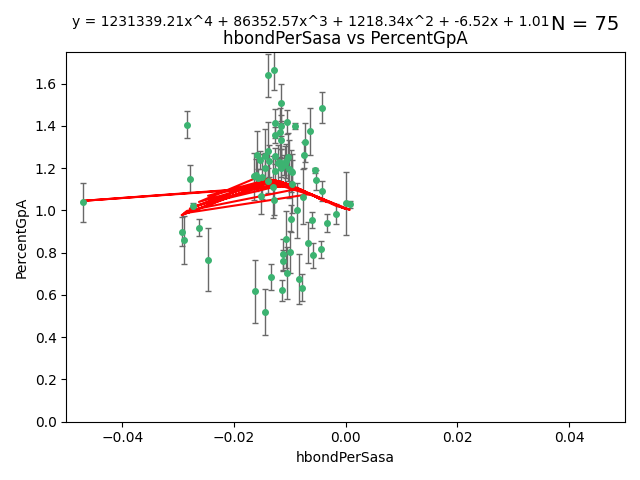 y = 1231339.21x^4 + 86352.57x^3 + 1218.34x^2 + -6.52x + 1.01 N = 75
hbondPerSasa vs PercentGpA
PercentGpA
1.6
1.4
1.2
1.0
0.8
0.6
0.4
0.2
0.0
−0.04 −0.02 0.00 0.02 0.04
hbondPerSasa